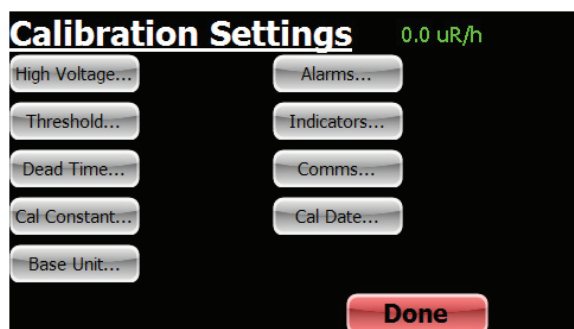 Calibration Settings 0.0 uR/h
High Voltage... Alarms...
Threshold... Indicators...
Dead Time... Comms...
Cal Constant... Cal Date...
Base Unit...
Done